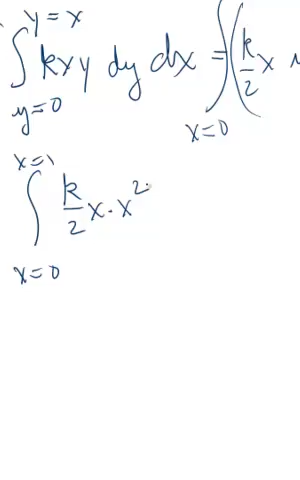 y=x
∫ kxy dy dx = ∫ ( k/2 x
y=0
x=0
x=1
∫ k/2 x · x²
x=0